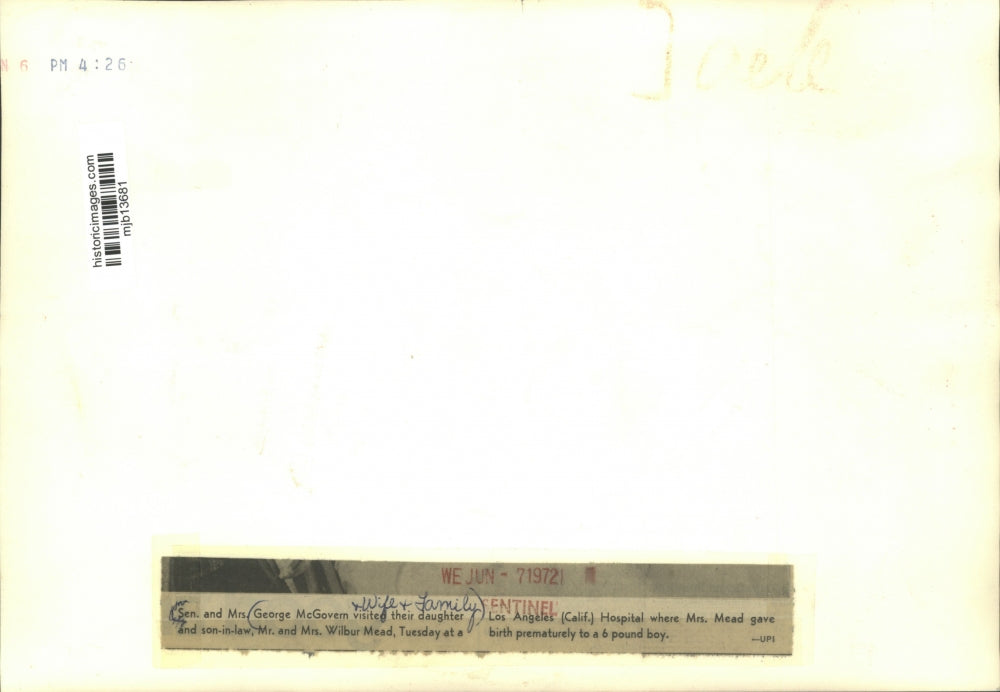 N 6 PM 4:26
historicimages.com
mjb13681
WE JUN - 7 1972
SENTINEL
+ Wife + Family)
Sen. and Mrs. (George McGovern visited their daughter
and son-in-law, Mr. and Mrs. Wilbur Mead, Tuesday at a
Los Angeles (Calif.) Hospital where Mrs. Mead gave
birth prematurely to a 6 pound boy.
—UPI